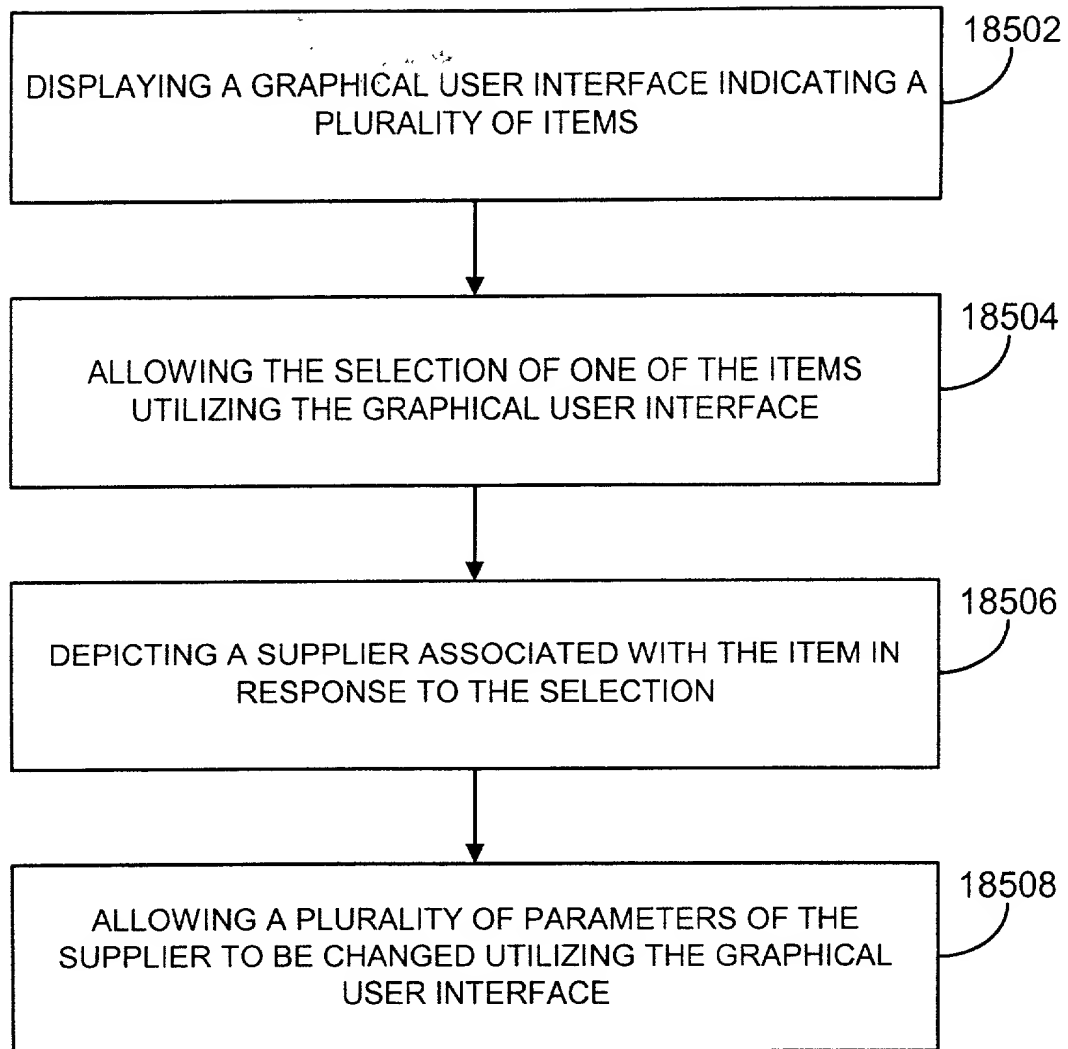 18502
DISPLAYING A GRAPHICAL USER INTERFACE INDICATING A
PLURALITY OF ITEMS
18504
ALLOWING THE SELECTION OF ONE OF THE ITEMS
UTILIZING THE GRAPHICAL USER INTERFACE
18506
DEPICTING A SUPPLIER ASSOCIATED WITH THE ITEM IN
RESPONSE TO THE SELECTION
18508
ALLOWING A PLURALITY OF PARAMETERS OF THE
SUPPLIER TO BE CHANGED UTILIZING THE GRAPHICAL
USER INTERFACE